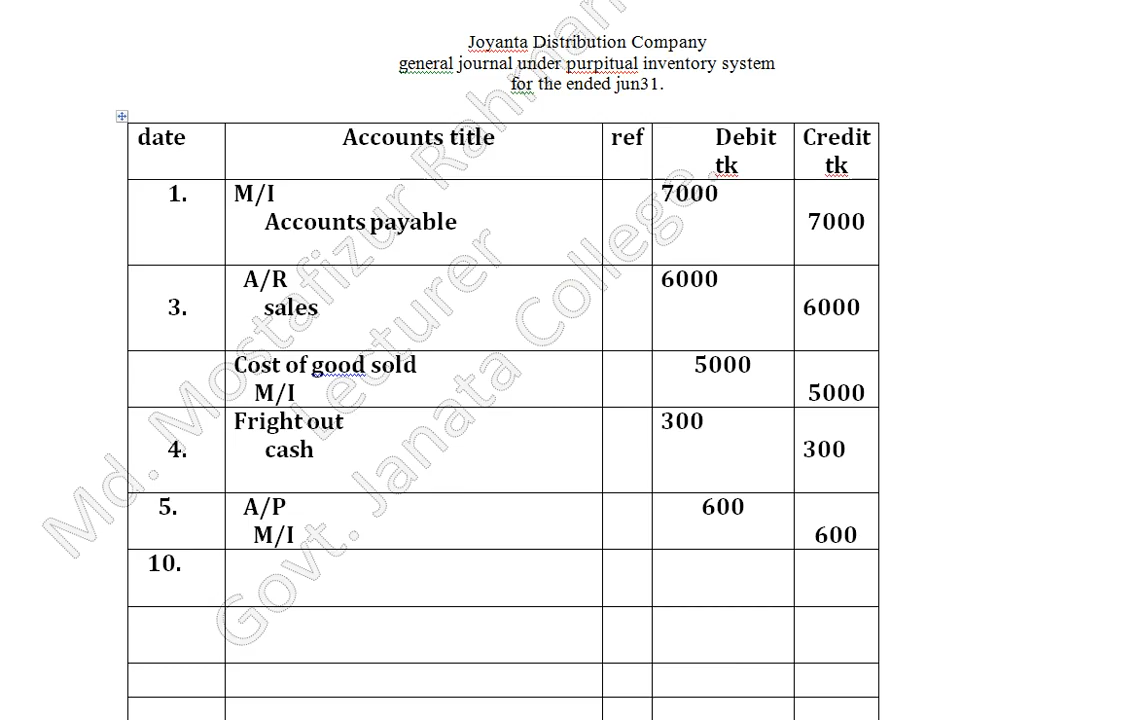 Joyanta Distribution Company
general journal under purpitual inventory system
for the ended jun31.
date Accounts title ref Debit tk Credit tk
1. M/I 7000
Accounts payable 7000
A/R 6000
3. sales 6000
Cost of good sold 5000
M/I 5000
Fright out 300
4. cash 300
5. A/P 600
M/I 600
10.
Md. Mostafizur Rahman
Lecturer
Govt. Janata College.